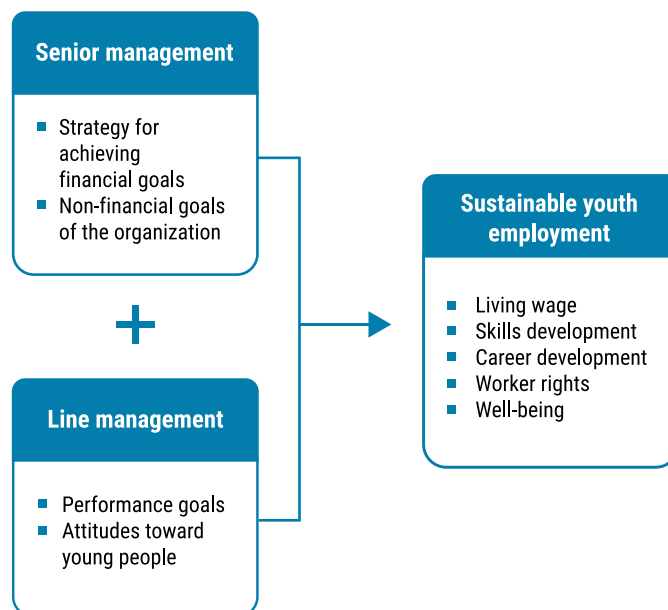 Senior management
Strategy for
achieving
financial goals
Non-financial goals
of the organization
+
Line management
Performance goals
Attitudes toward
young people
Sustainable youth
employment
Living wage
Skills development
Career development
Worker rights
Well-being